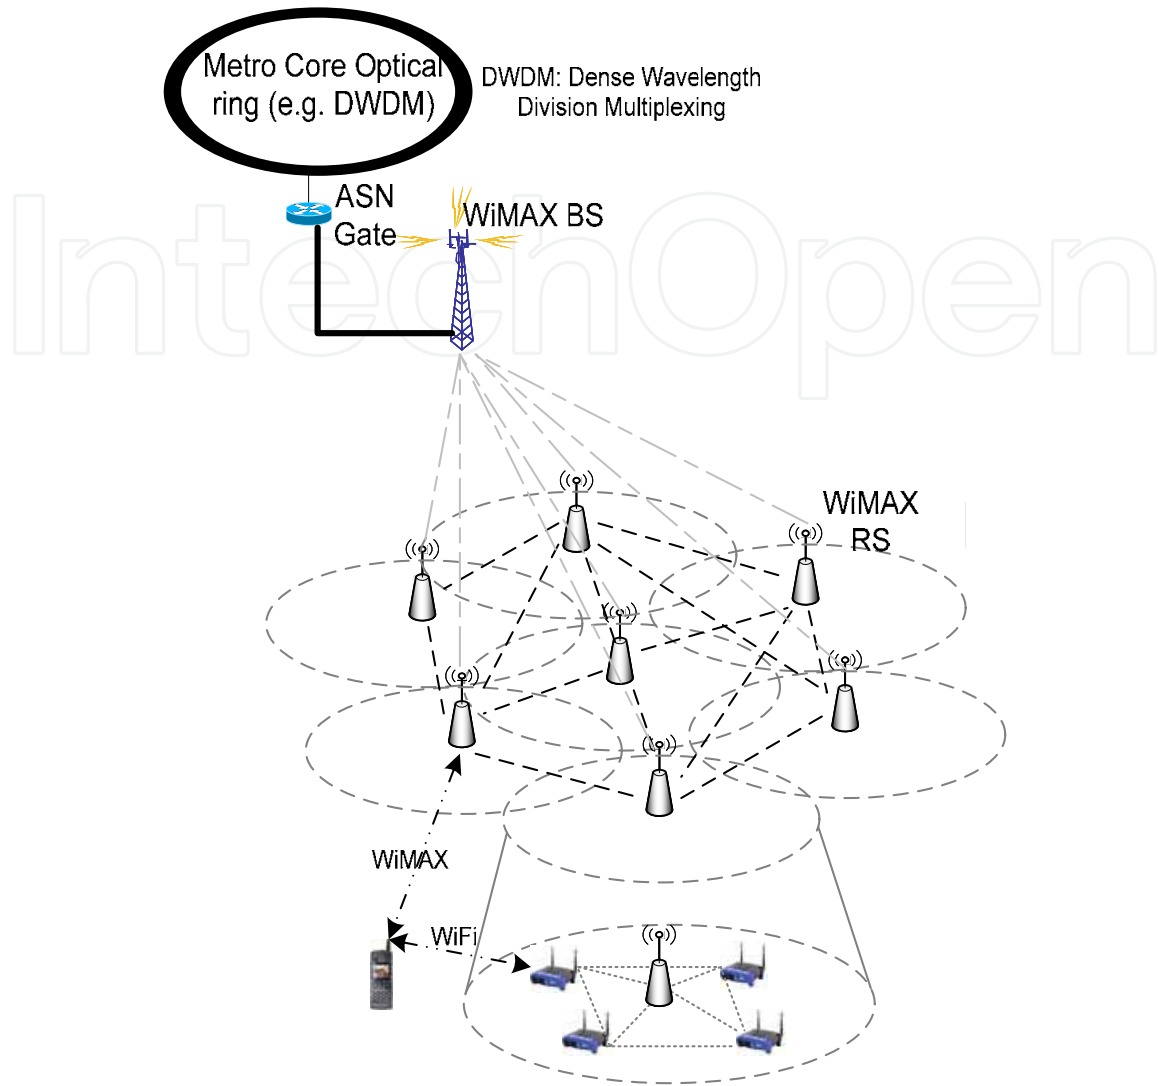 Metro Core Optical
ring (e.g. DWDM)
DWDM: Dense Wavelength
Division Multiplexing
ASN
Gate
WiMAX BS
IntechOpen
WiMAX
RS
WiMAX
WiFi